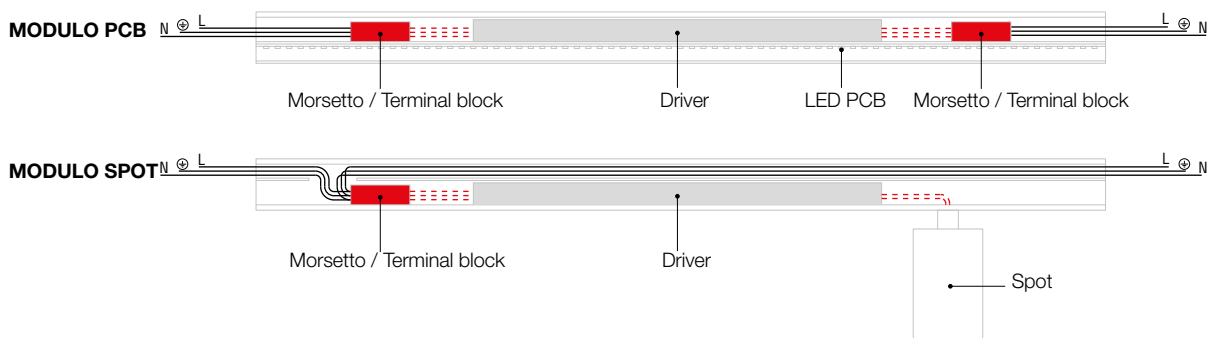 MODULO PCB N ⏚ L
L ⏚ N
Morsetto / Terminal block
Driver
LED PCB
Morsetto / Terminal block
MODULO SPOT N ⏚ L
L ⏚ N
Morsetto / Terminal block
Driver
Spot